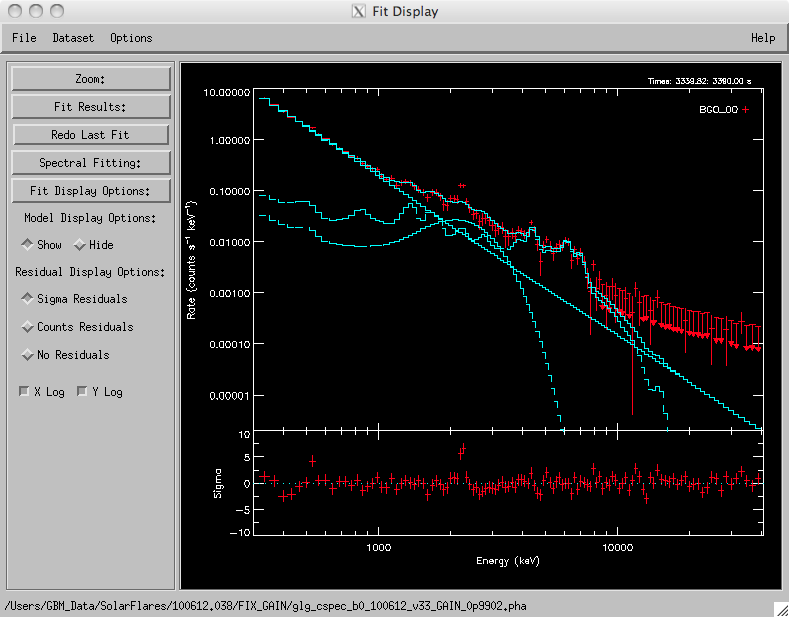 Fit Display
File Dataset Options Help
Zoom:
Fit Results:
Redo Last Fit
Spectral Fitting:
Fit Display Options:
Model Display Options:
Show Hide
Residual Display Options:
Sigma Residuals
Counts Residuals
No Residuals
X Log Y Log
Times: 3339.82: 3390.00 s
BGO_00
10.00000
1.00000
0.10000
0.01000
0.00100
0.00010
0.00001
Rate {counts s⁻¹ keV⁻¹}
10
5
0
-5
-10
Sigma
1000 10000
Energy (keV)
/Users/GBM_Data/SolarFlares/100612.038/FIX_GAIN/glg_cspec_b0_100612_v33_GAIN_0p9902.pha